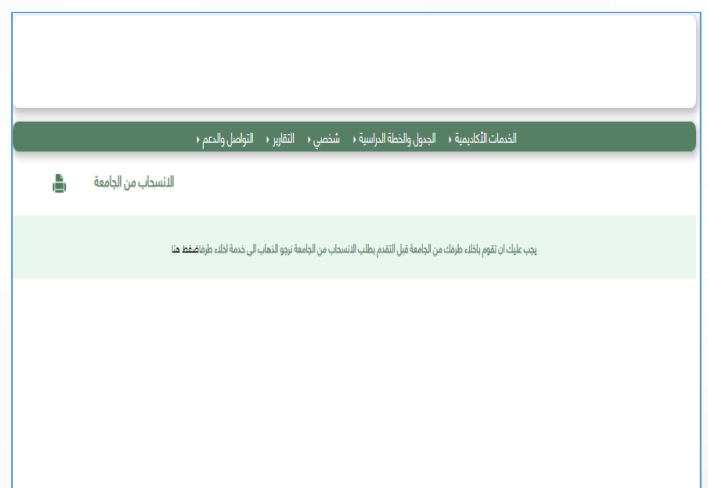 الخدمات الأكاديمية الجدول والخطة الدراسية شخصي التقارير التواصل والدعم
الانسحاب من الجامعة
يجب عليك ان تقوم باخلاء طرفك من الجامعة قبل التقدم بطلب الانسحاب من الجامعة نرجو الذهاب الى خدمة اخلاء طرفاضغط هنا